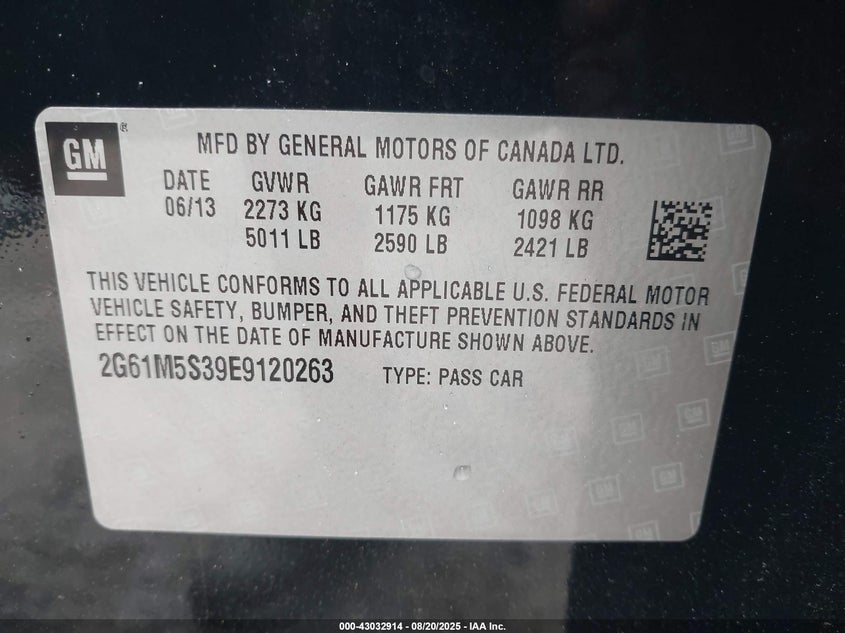 GM®
MFD BY GENERAL MOTORS OF CANADA LTD.
DATE GVWR GAWR FRT GAWR RR
06/13 2273 KG 1175 KG 1098 KG
5011 LB 2590 LB 2421 LB
THIS VEHICLE CONFORMS TO ALL APPLICABLE U.S. FEDERAL MOTOR
VEHICLE SAFETY, BUMPER, AND THEFT PREVENTION STANDARDS IN
EFFECT ON THE DATE OF MANUFACTURE SHOWN ABOVE.
2G61M5S39E9120263 TYPE: PASS CAR
000-43032914 - 08/20/2025 - IAA Inc.